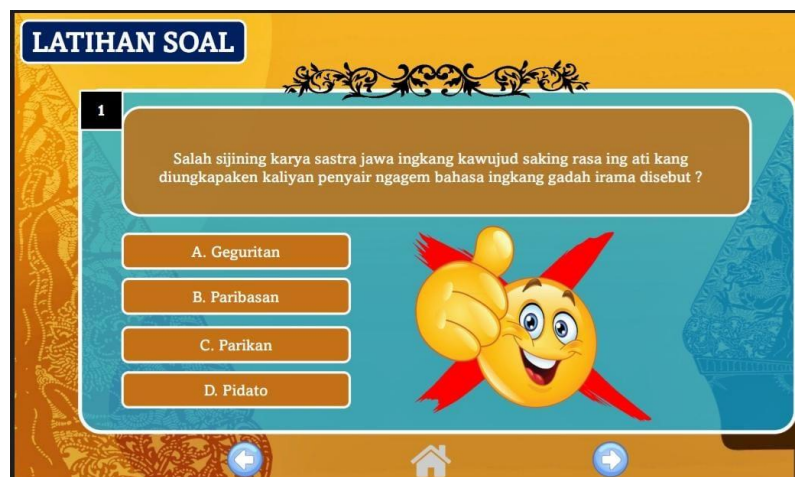 LATIHAN SOAL
1
Salah sijining karya sastra jawa ingkang kawujud saking rasa ing ati kang
diungkapaken kaliyan penyair ngagem bahasa ingkang gadah irama disebut ?
A. Geguritan
B. Paribasan
C. Parikan
D. Pidato